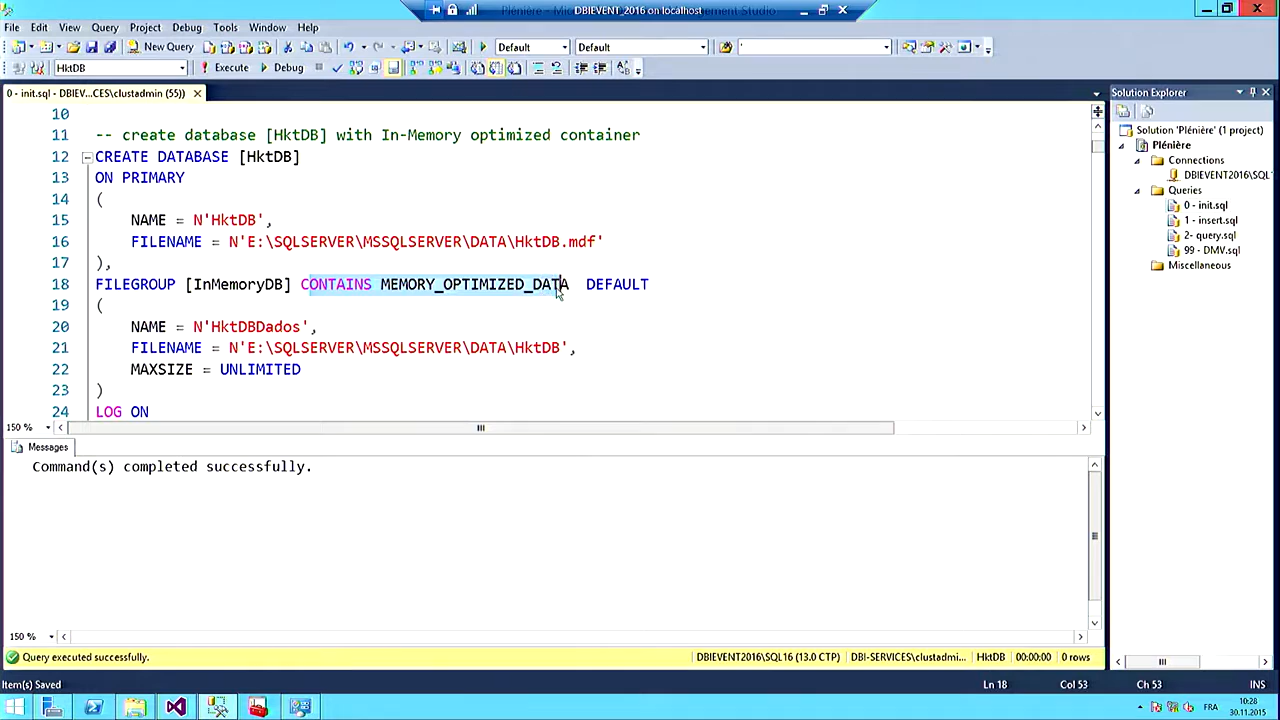 DBIEVENT_2016 on localhost
File Edit View Query Project Debug Tools Window Help
New Query Default Default '
HktDB Execute Debug
0 - init.sql - DBIEV...CES\clustadmin (55))
Solution Explorer
Solution 'Plénière' (1 project)
Plénière
Connections
DBIEVENT2016\SQL
Queries
0 - init.sql
1 - insert.sql
2- query.sql
99 - DMV.sql
Miscellaneous
10
11 -- create database [HktDB] with In-Memory optimized container
12 CREATE DATABASE [HktDB]
13 ON PRIMARY
14 (
15 NAME = N'HktDB',
16 FILENAME = N'E:\SQLSERVER\MSSQLSERVER\DATA\HktDB.mdf'
17 ),
18 FILEGROUP [InMemoryDB] CONTAINS MEMORY_OPTIMIZED_DATA DEFAULT
19 (
20 NAME = N'HktDBDados',
21 FILENAME = N'E:\SQLSERVER\MSSQLSERVER\DATA\HktDB',
22 MAXSIZE = UNLIMITED
23 )
24 LOG ON
150 %
Messages
Command(s) completed successfully.
150 %
Query executed successfully. DBIEVENT2016\SQL16 (13.0 CTP) DBI-SERVICES\clustadmi... HktDB 00:00:00 0 rows
Item(s) Saved Ln 18 Col 53 Ch 53 INS
FRA 10:28
30.11.2015